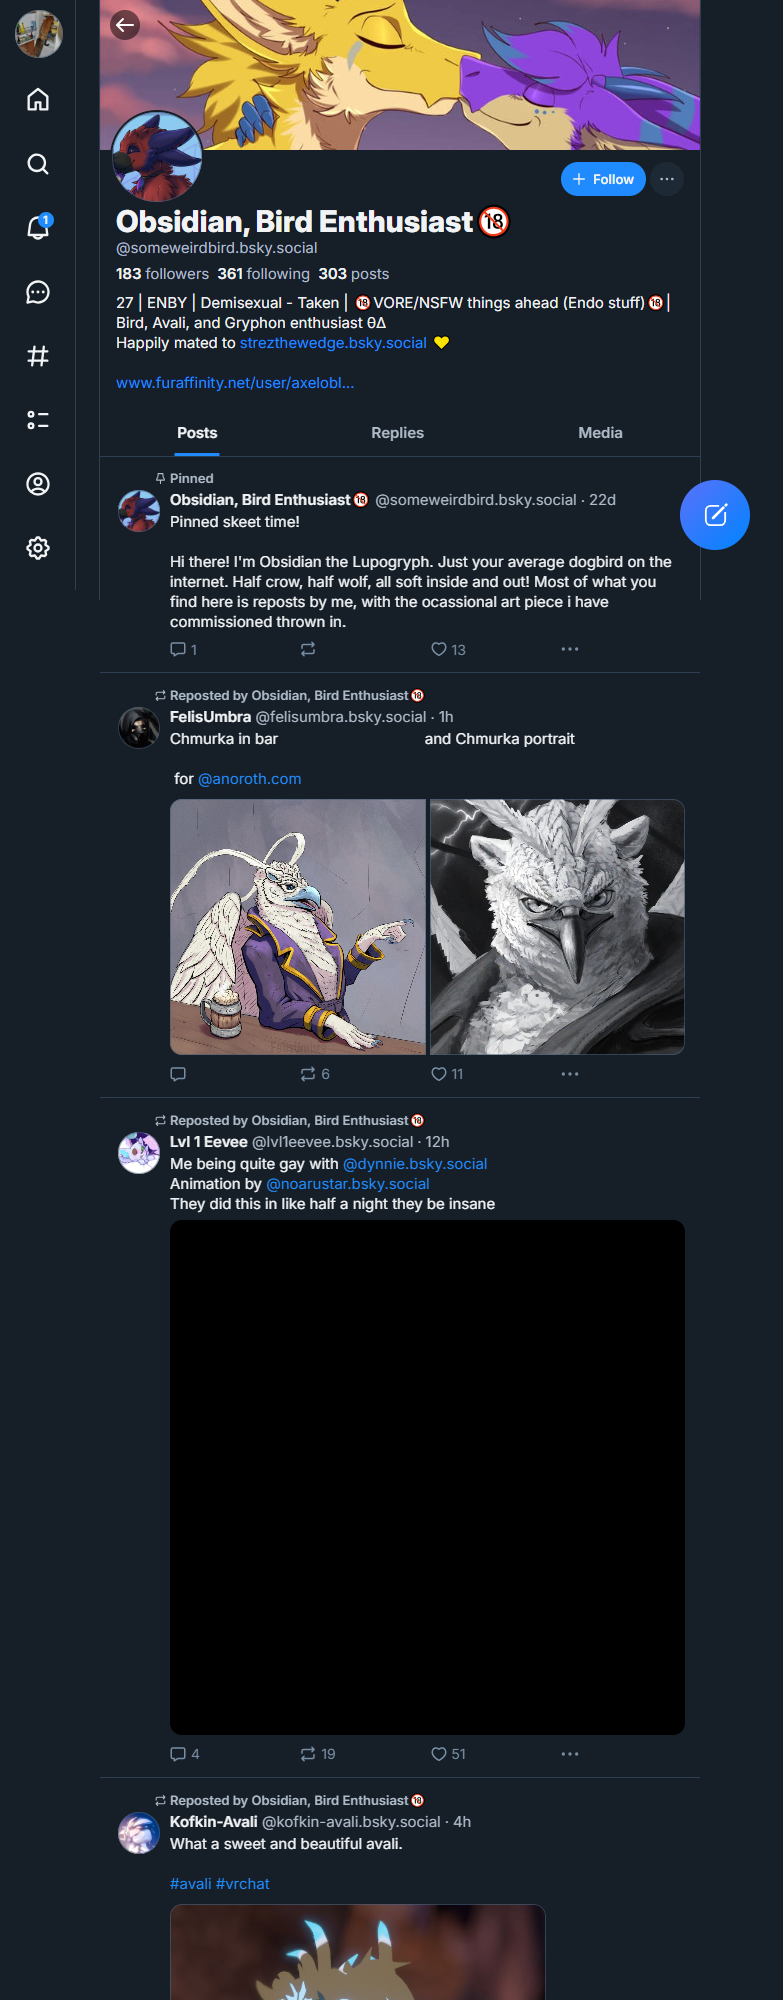 Follow
Obsidian, Bird Enthusiast🔞
@someweirdbird.bsky.social
183 followers 361 following 303 posts
27 | ENBY | Demisexual - Taken | 🔞VORE/NSFW things ahead (Endo stuff)🔞|
Bird, Avali, and Gryphon enthusiast θΔ
Happily mated to strezthewedge.bsky.social 💛
www.furaffinity.net/user/axelobl...
Posts Replies Media
Pinned
Obsidian, Bird Enthusiast🔞 @someweirdbird.bsky.social · 22d
Pinned skeet time!
Hi there! I'm Obsidian the Lupogryph. Just your average dogbird on the
internet. Half crow, half wolf, all soft inside and out! Most of what you
find here is reposts by me, with the ocassional art piece i have
commissioned thrown in.
1 13
1
Reposted by Obsidian, Bird Enthusiast🔞
FelisUmbra @felisumbra.bsky.social · 1h
Chmurka in bar and Chmurka portrait
for @anoroth.com
6 11
Reposted by Obsidian, Bird Enthusiast🔞
Lvl 1 Eevee @lvl1eevee.bsky.social · 12h
Me being quite gay with @dynnie.bsky.social
Animation by @noarustar.bsky.social
They did this in like half a night they be insane
4 19 51
Reposted by Obsidian, Bird Enthusiast🔞
Kofkin-Avali @kofkin-avali.bsky.social · 4h
What a sweet and beautiful avali.
#avali #vrchat